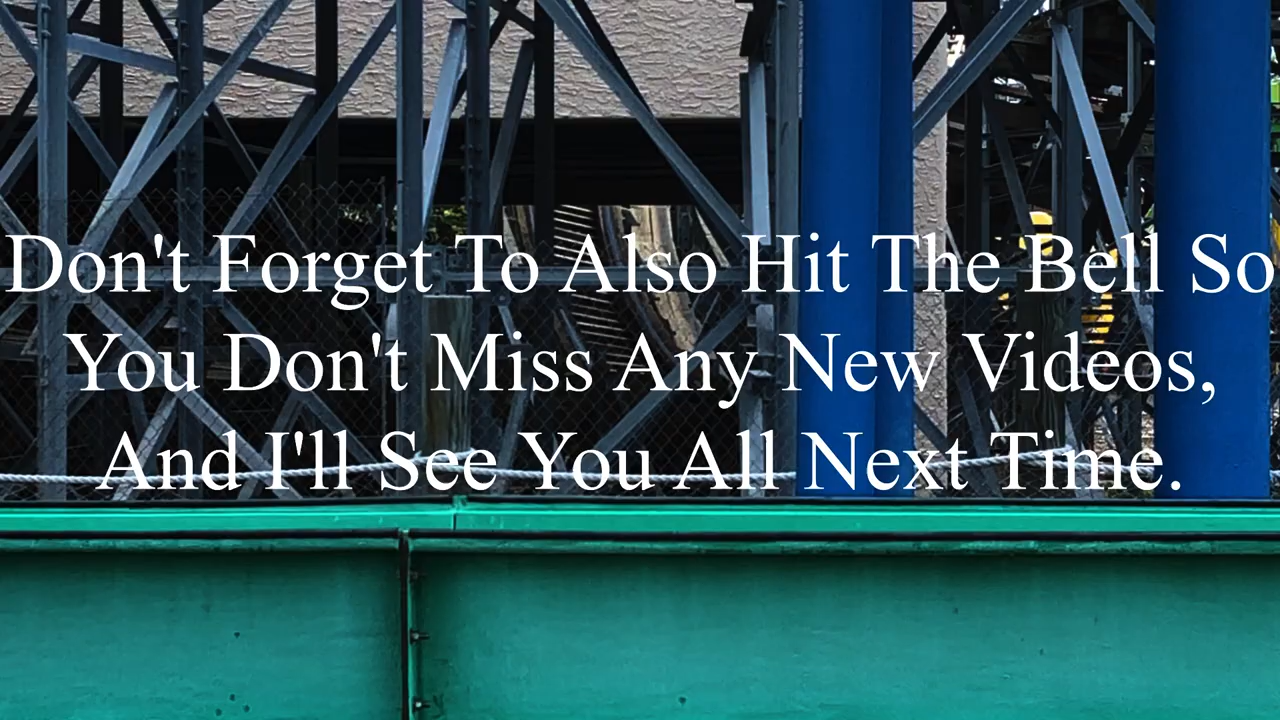 Don't Forget To Also Hit The Bell So
You Don't Miss Any New Videos,
And I'll See You All Next Time.